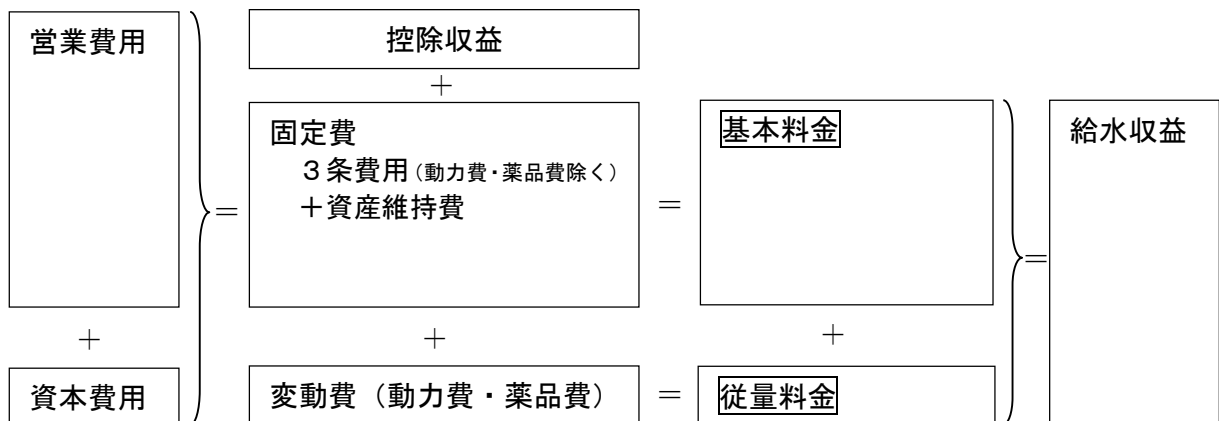 営業費用
控除収益
＋
固定費
３条費用（動力費・薬品費除く）
＋資産維持費
基本料金
給水収益
＝
＝
＝
＋
＋
＋
資本費用
変動費（動力費・薬品費）
＝
従量料金